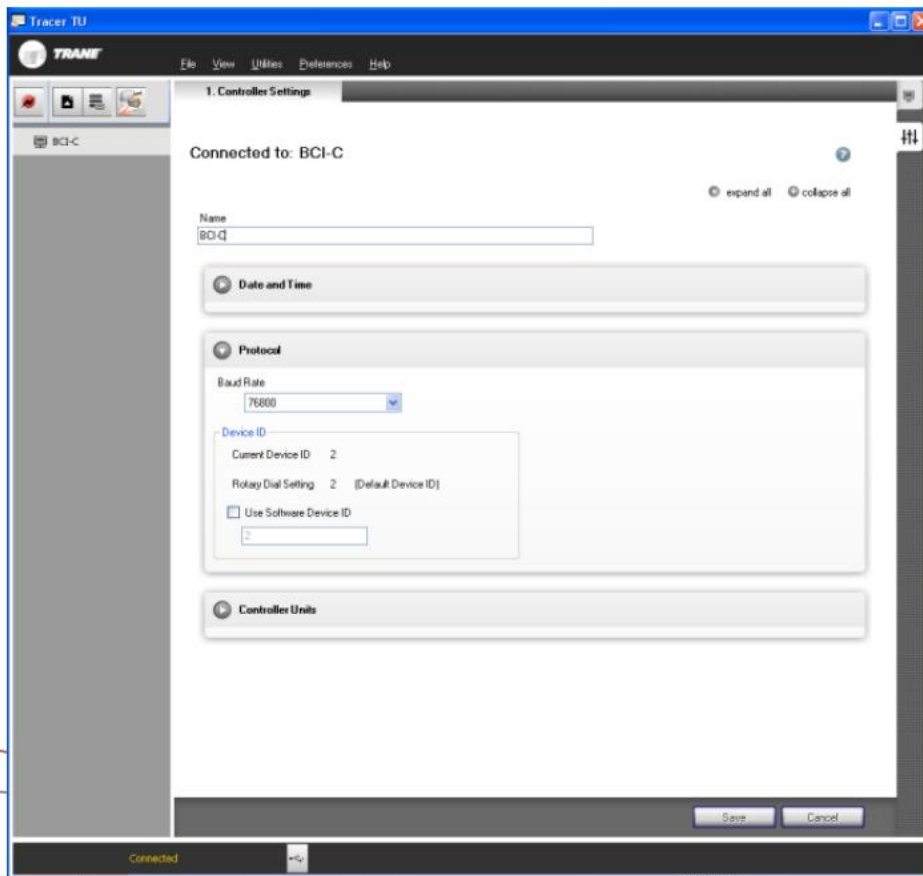 Tracer TU
TRANE
File View Utilities Preferences Help
1. Controller Settings
BCI-C
Connected to: BCI-C
expand all collapse all
Name
BCI-C
Date and Time
Protocol
Baud Rate
76800
Device ID
Current Device ID 2
Rotary Dial Setting 2 (Default Device ID)
Use Software Device ID
2
Controller Units
Save Cancel
Connected